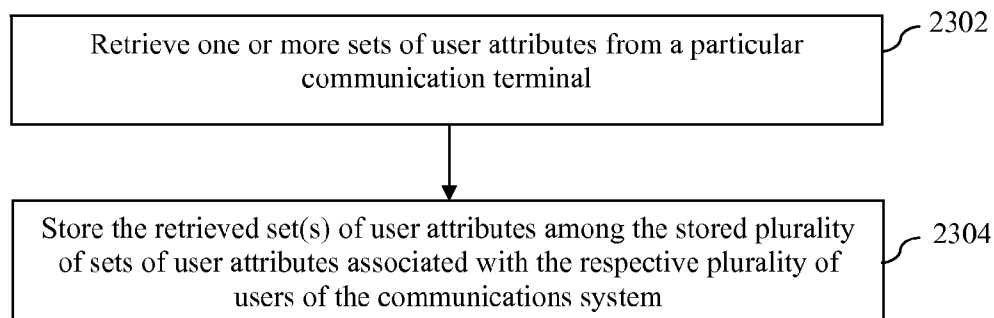 Retrieve one or more sets of user attributes from a particular
communication terminal
2302
Store the retrieved set(s) of user attributes among the stored plurality
of sets of user attributes associated with the respective plurality of
users of the communications system
2304